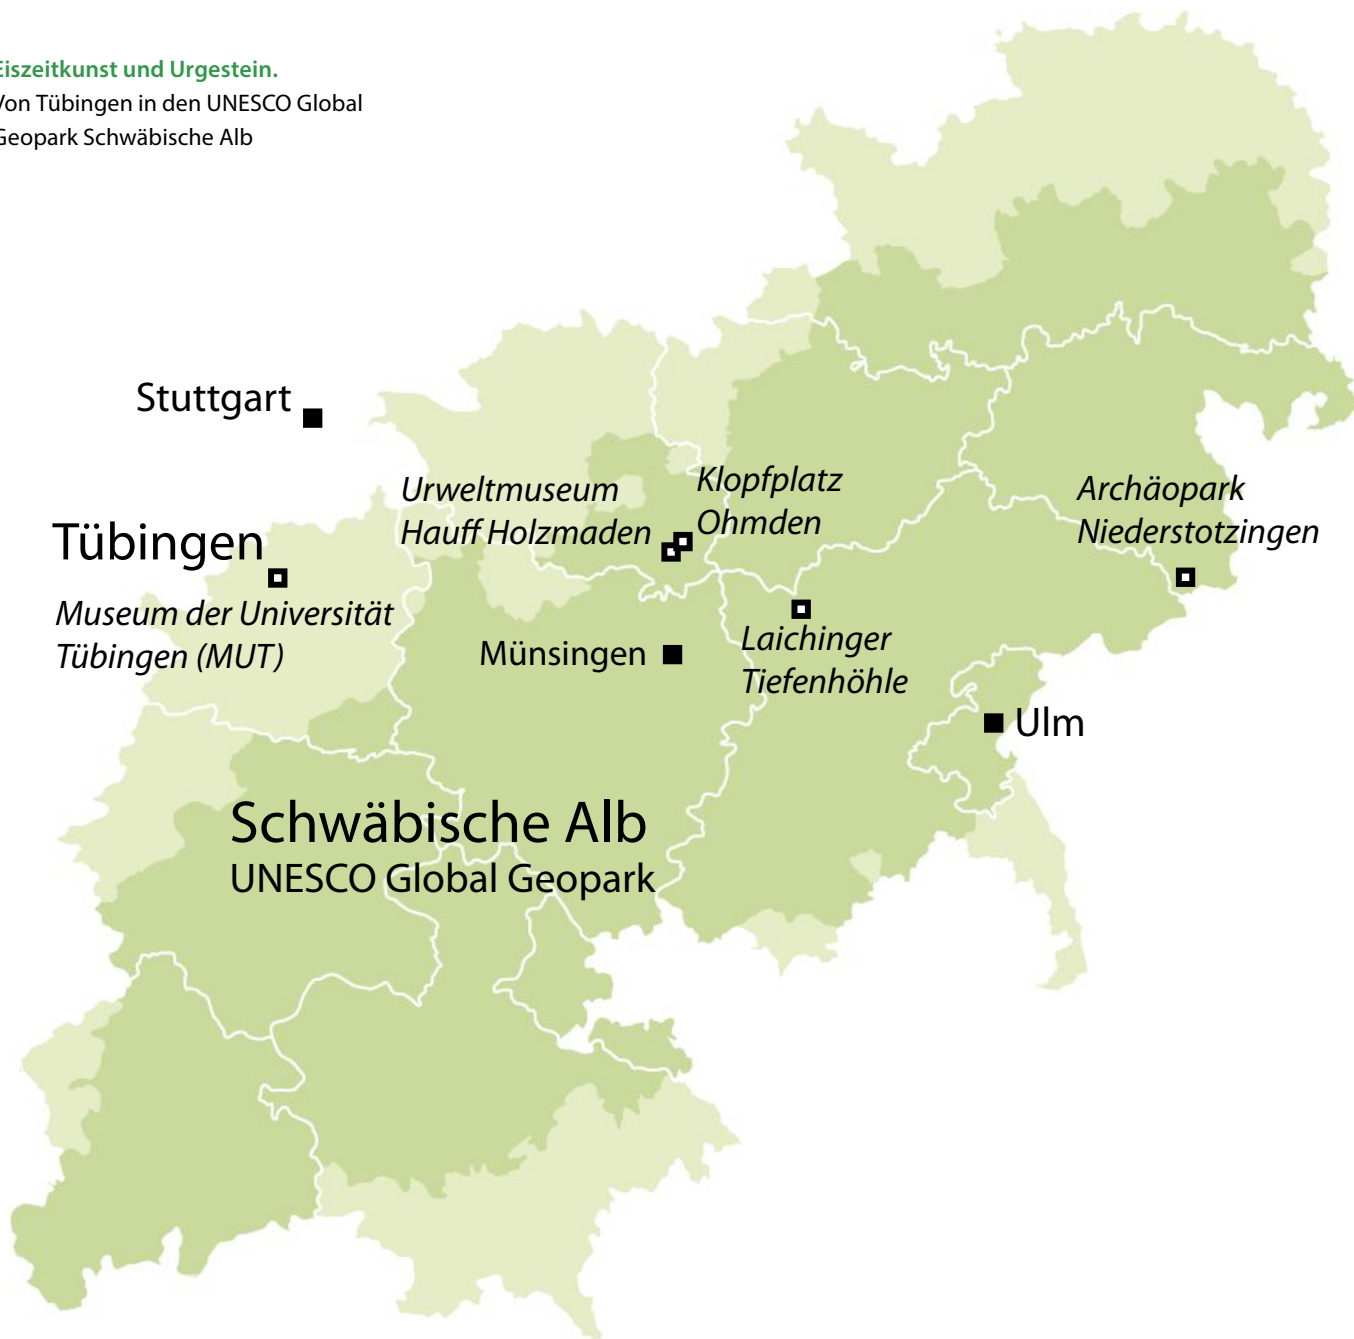 Eiszeitkunst und Urgestein.
Von Tübingen in den UNESCO Global
Geopark Schwäbische Alb
Stuttgart
Urweltmuseum
Hauff Holzmaden
Klopfplatz
Ohmden
Archäopark
Niederstotzingen
Tübingen
Museum der Universität
Tübingen (MUT)
Münsingen
Laichinger
Tiefenhöhle
Ulm
Schwäbische Alb
UNESCO Global Geopark